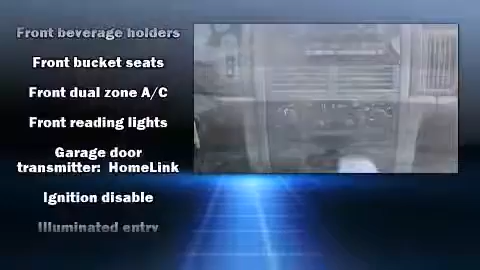 Front beverage holders
Front bucket seats
Front dual zone A/C
Front reading lights
Garage door
transmitter: HomeLink
Ignition disable
Illuminated entry